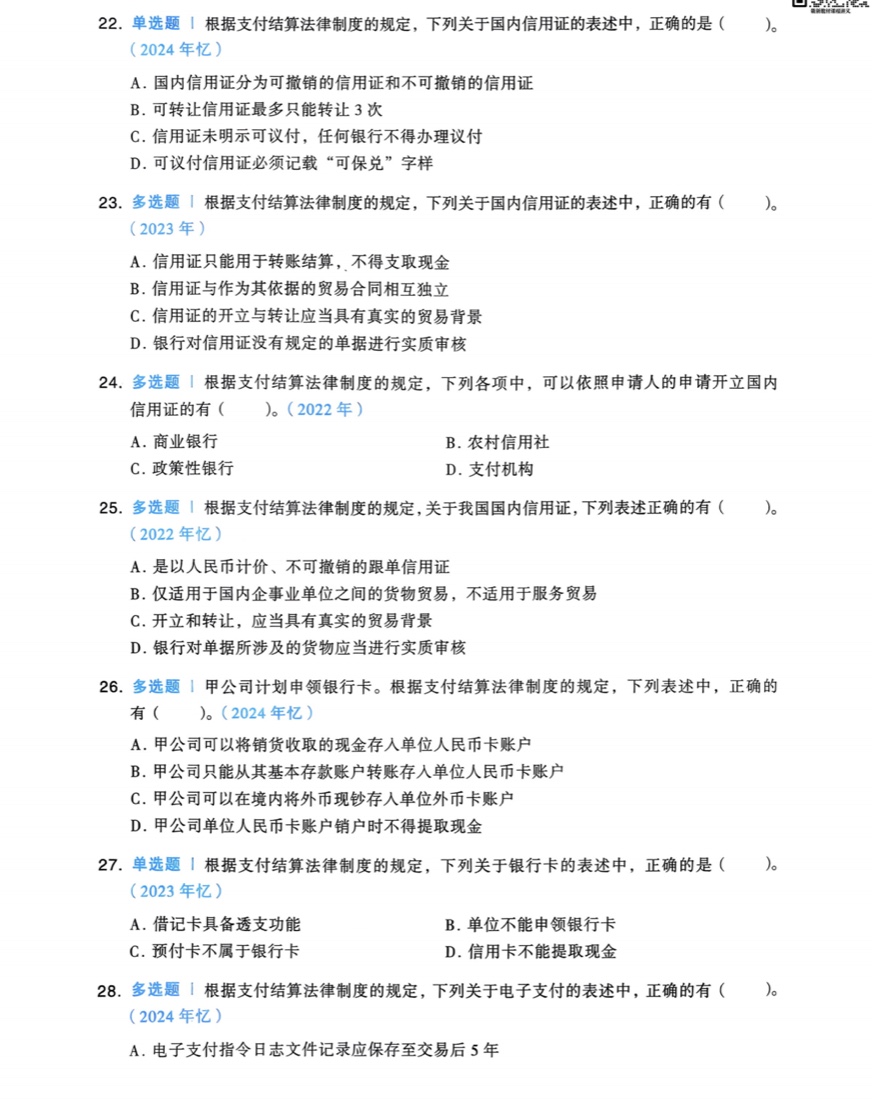 22. 单选题 | 根据支付结算法律制度的规定，下列关于国内信用证的表述中，正确的是（　　）。
（2024 年忆）
A. 国内信用证分为可撤销的信用证和不可撤销的信用证
B. 可转让信用证最多只能转让 3 次
C. 信用证未明示可议付，任何银行不得办理议付
D. 可议付信用证必须记载“可保兑”字样
23. 多选题 | 根据支付结算法律制度的规定，下列关于国内信用证的表述中，正确的有（　　）。
（2023 年）
A. 信用证只能用于转账结算，不得支取现金
B. 信用证与作为其依据的贸易合同相互独立
C. 信用证的开立与转让应当具有真实的贸易背景
D. 银行对信用证没有规定的单据进行实质审核
24. 多选题 | 根据支付结算法律制度的规定，下列各项中，可以依照申请人的申请开立国内
信用证的有（　　）。（2022 年）
A. 商业银行　　B. 农村信用社
C. 政策性银行　　D. 支付机构
25. 多选题 | 根据支付结算法律制度的规定，关于我国国内信用证，下列表述正确的有（　　）。
（2022 年忆）
A. 是以人民币计价、不可撤销的跟单信用证
B. 仅适用于国内企事业单位之间的货物贸易，不适用于服务贸易
C. 开立和转让，应当具有真实的贸易背景
D. 银行对单据所涉及的货物应当进行实质审核
26. 多选题 | 甲公司计划申领银行卡。根据支付结算法律制度的规定，下列表述中，正确的
有（　　）。（2024 年忆）
A. 甲公司可以将销货收取的现金存入单位人民币卡账户
B. 甲公司只能从其基本存款账户转账存入单位人民币卡账户
C. 甲公司可以在境内将外币现钞存入单位外币卡账户
D. 甲公司单位人民币卡账户销户时不得提取现金
27. 单选题 | 根据支付结算法律制度的规定，下列关于银行卡的表述中，正确的是（　　）。
（2023 年忆）
A. 借记卡具备透支功能　　B. 单位不能申领银行卡
C. 预付卡不属于银行卡　　D. 信用卡不能提取现金
28. 多选题 | 根据支付结算法律制度的规定，下列关于电子支付的表述中，正确的有（　　）。
（2024 年忆）
A. 电子支付指令日志文件记录应保存至交易后 5 年